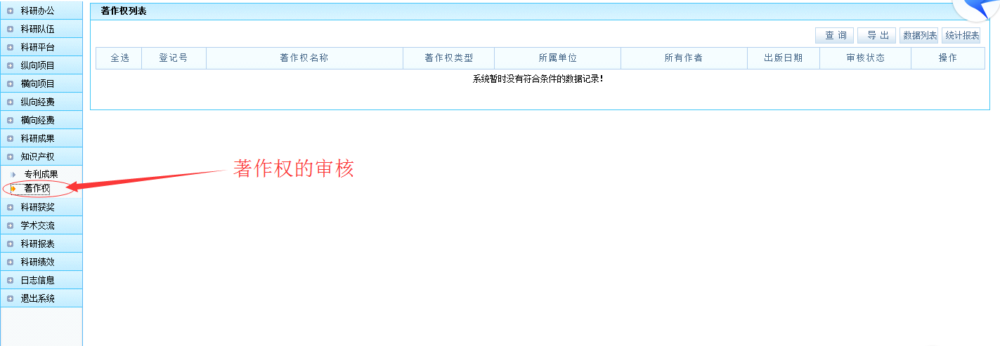 科研办公
科研队伍
科研平台
纵向项目
横向项目
纵向经费
横向经费
科研成果
知识产权
专利成果
著作权
科研获奖
学术交流
科研报表
科研绩效
日志信息
退出系统
著作权列表
查 询 导 出 数据列表 统计报表
全选 登记号 著作权名称 著作权类型 所属单位 所有作者 出版日期 审核状态 操作
系统暂时没有符合条件的数据记录!
著作权的审核